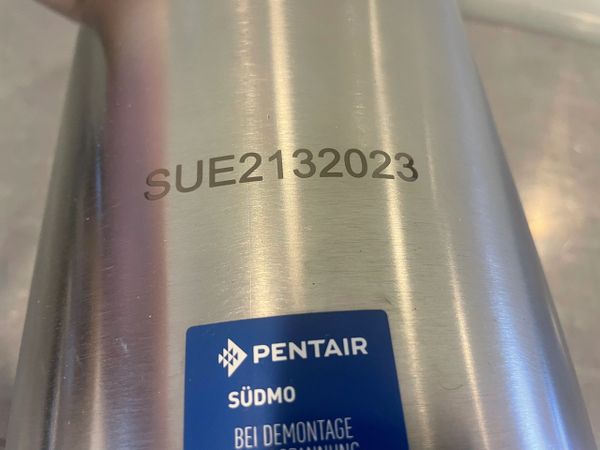 SUE2132023
PENTAIR
SÜDMO
BEI DEMONTAGE